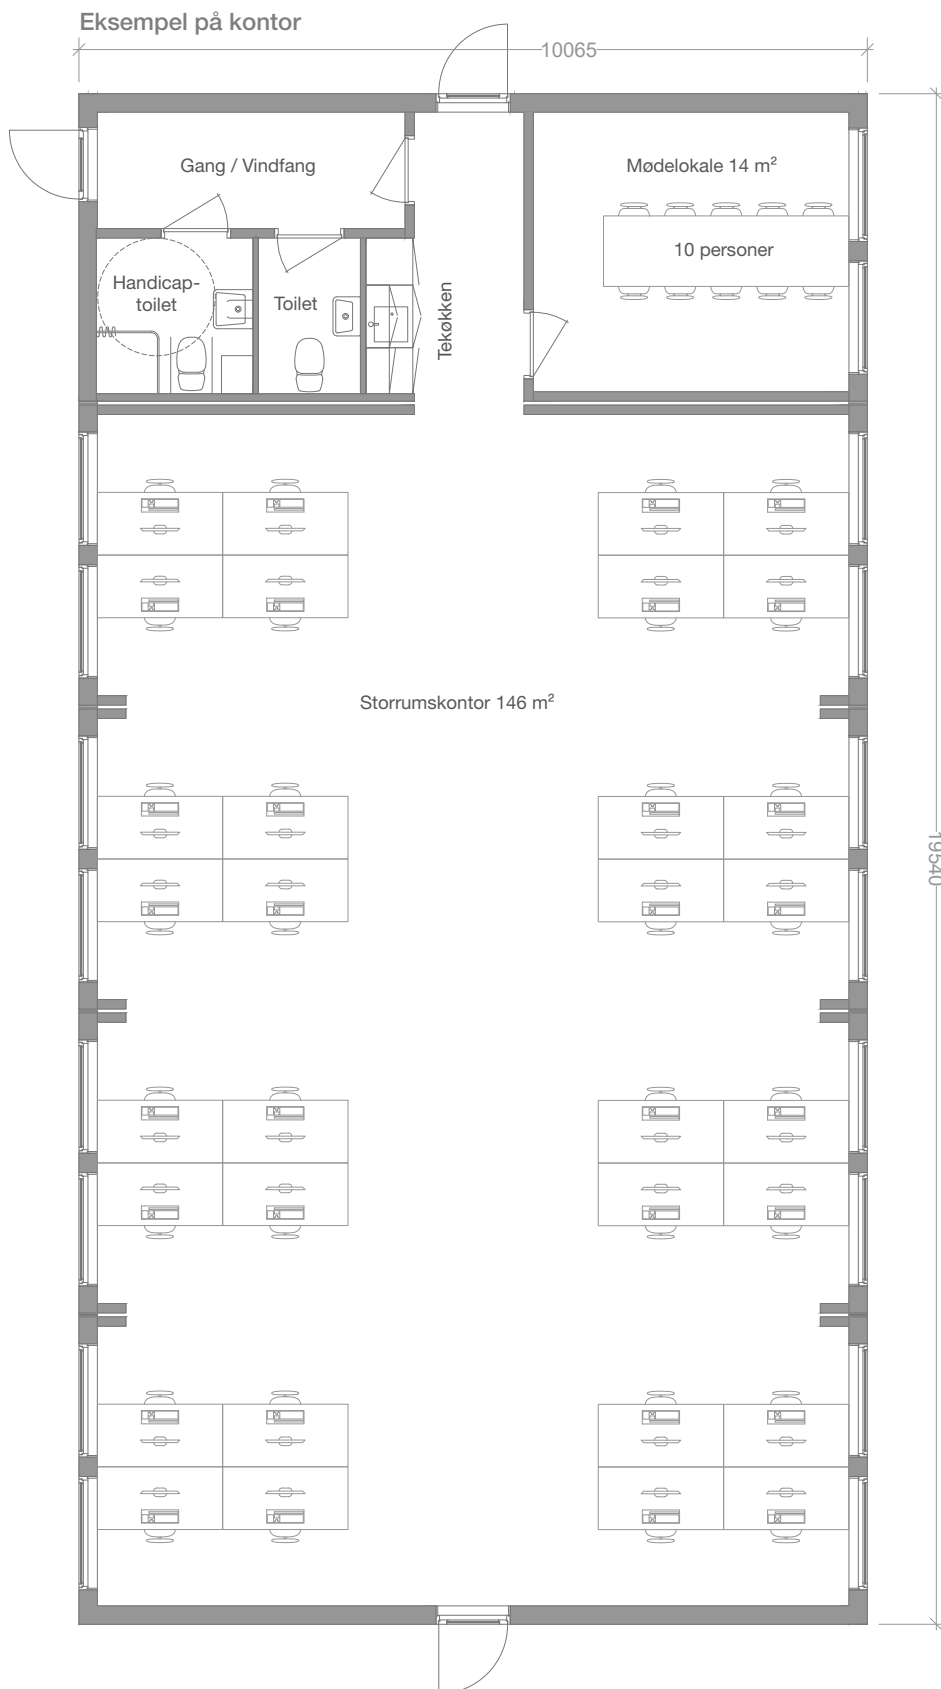 Eksempel på kontor
10065
Gang / Vindfang
Mødelokale 14 m²
10 personer
Handicap-
toilet
Toilet
Tekøkken
Storrumskontor 146 m²
19540